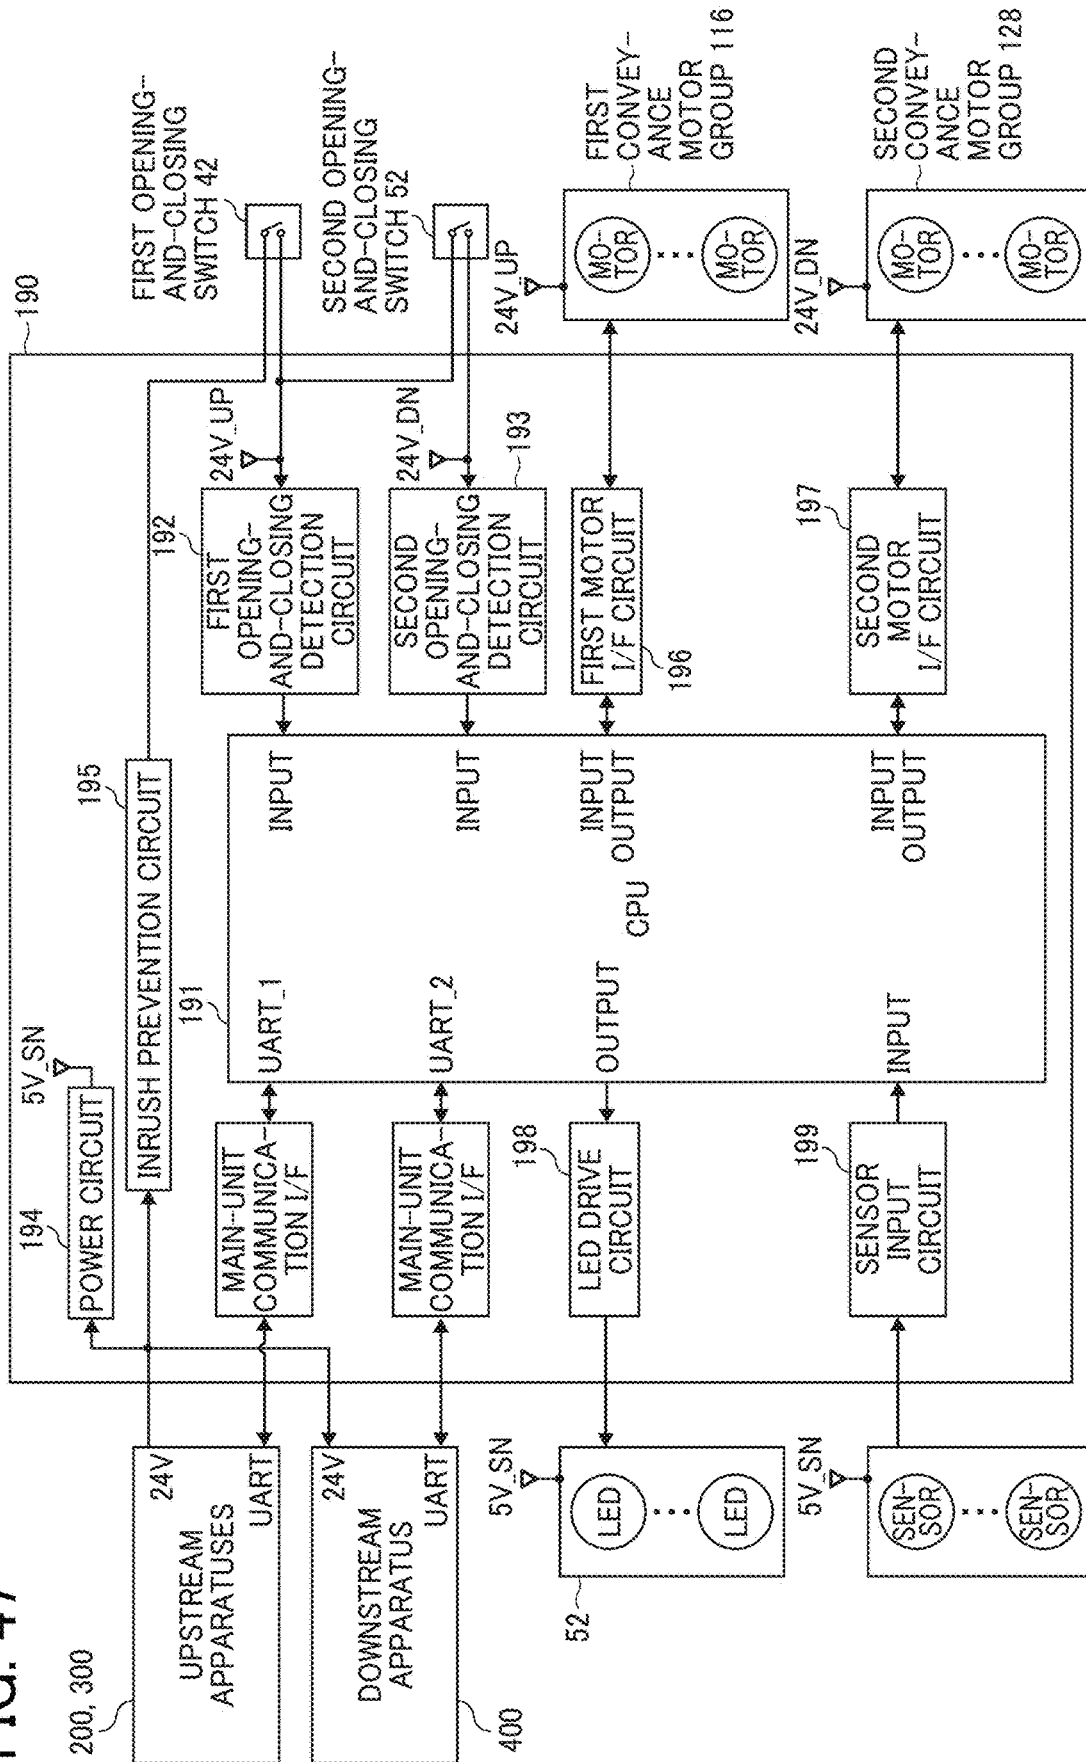 FIG. 47
200, 300
UPSTREAM
APPARATUSES
24V
UART
DOWNSTREAM
APPARATUS
24V
UART
400
5V_SN
LED
LED
52
5V_SN
SEN-
SOR
SEN-
SOR
190
5V_SN
194
POWER CIRCUIT
195
INRUSH PREVENTION CIRCUIT
MAIN-UNIT
COMMUNICA-
TION I/F
MAIN-UNIT
COMMUNICA-
TION I/F
198
LED DRIVE
CIRCUIT
199
SENSOR
INPUT
CIRCUIT
191
UART_1
UART_2
OUTPUT
INPUT
CPU
INPUT
INPUT
INPUT
OUTPUT
INPUT
OUTPUT
192
FIRST
OPENING-
AND-CLOSING
DETECTION
CIRCUIT
24V_UP
SECOND
OPENING-
AND-CLOSING
DETECTION
CIRCUIT
24V_DN
193
FIRST MOTOR
I/F CIRCUIT
196
197
SECOND
MOTOR
I/F CIRCUIT
FIRST OPENING-
AND-CLOSING
SWITCH 42
SECOND OPENING-
AND-CLOSING
SWITCH 52
24V_UP
MO-
TOR
MO-
TOR
FIRST
CONVEY-
ANCE
MOTOR
GROUP 116
24V_DN
MO-
TOR
MO-
TOR
SECOND
CONVEY-
ANCE
MOTOR
GROUP 128